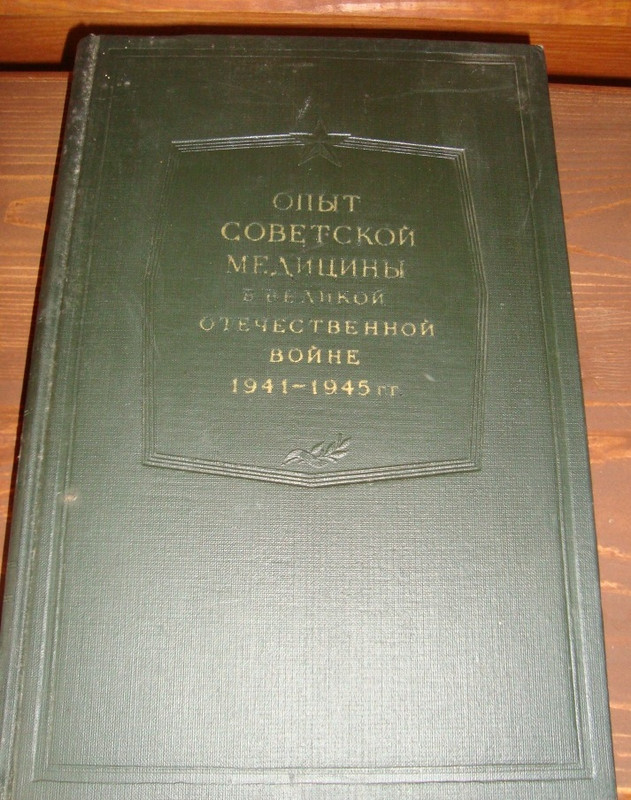 ОПЫТ
СОВЕТСКОЙ
МЕДИЦИНЫ
В ВЕЛИКОЙ
ОТЕЧЕСТВЕННОЙ
ВОЙНЕ
1941–1945 гг.